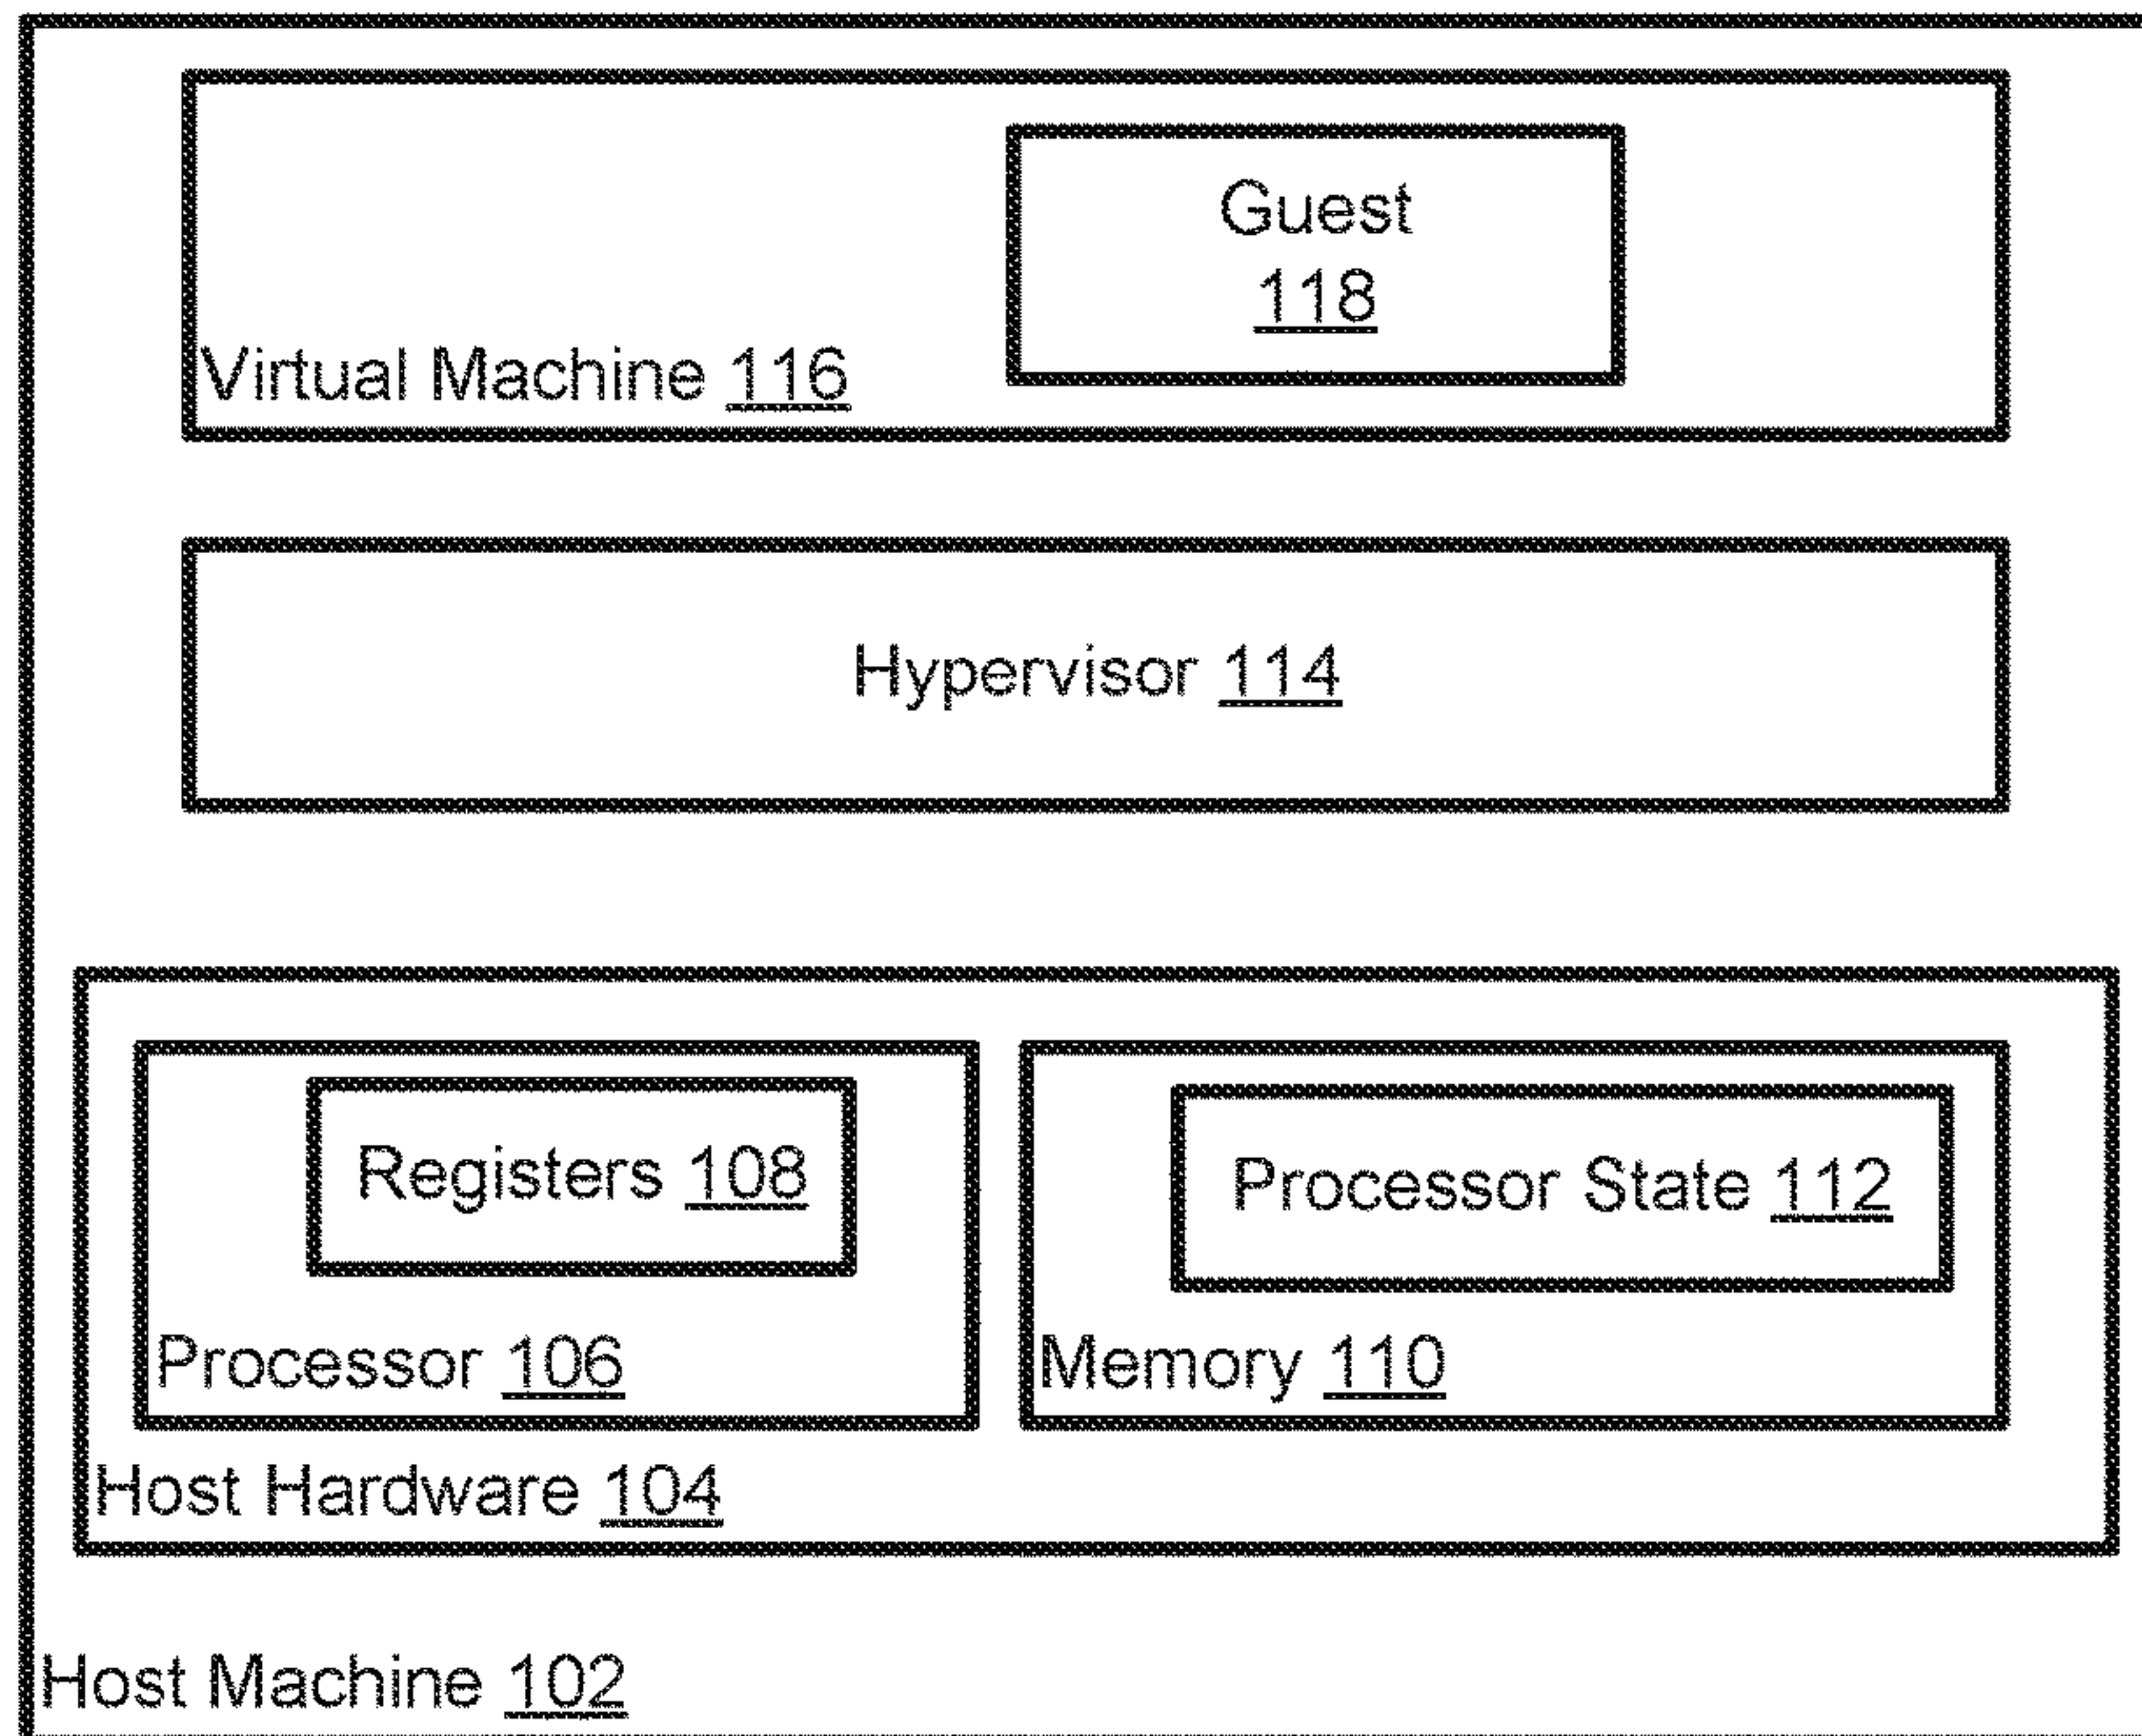 Guest
118
Virtual Machine 116
Hypervisor 114
Registers 108
Processor State 112
Processor 106
Memory 110
Host Hardware 104
Host Machine 102